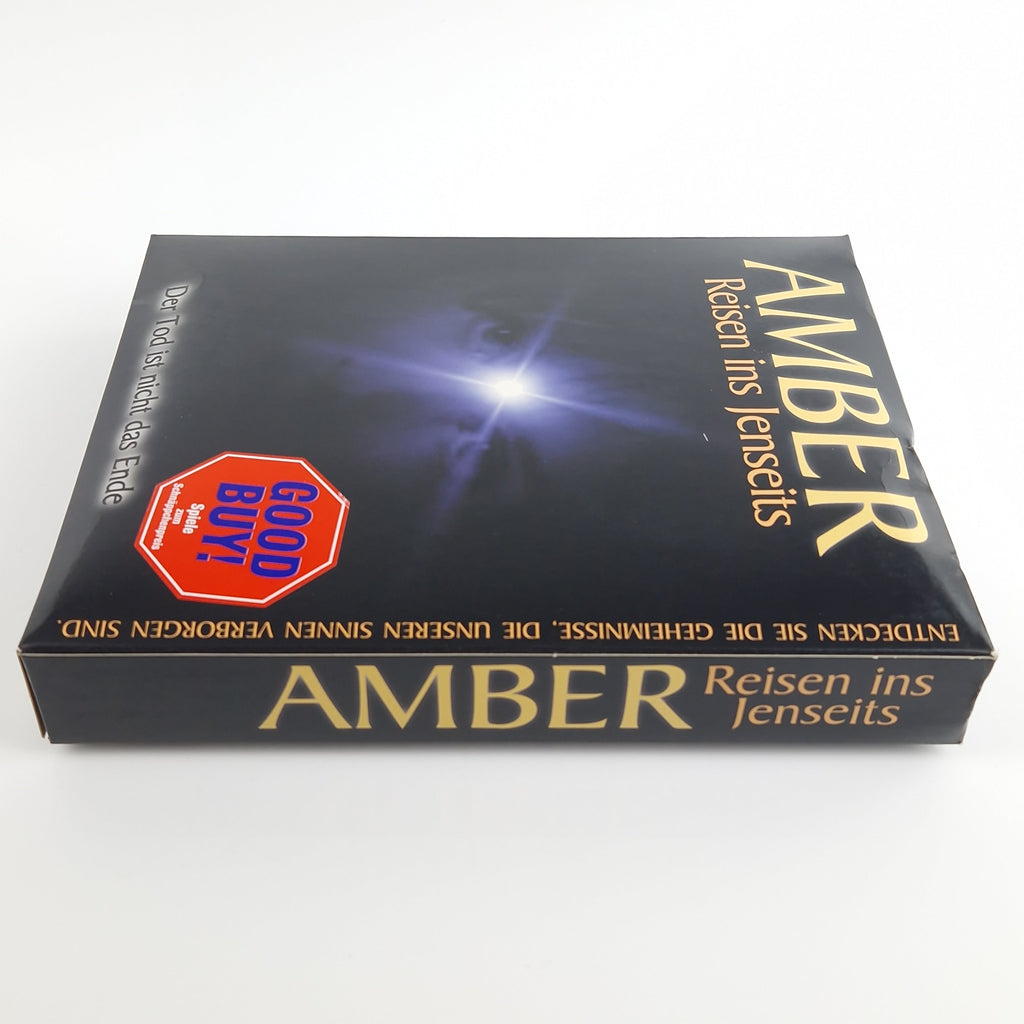 AMBER
Reisen ins Jenseits
Der Tod ist nicht das Ende
GOOD
BUY!
Spiele
zum
Schnäppchenpreis
ENTDECKEN SIE DIE GEHEIMNISSE, DIE UNSEREN SINNEN VERBORGEN SIND.
AMBER
Reisen ins
Jenseits